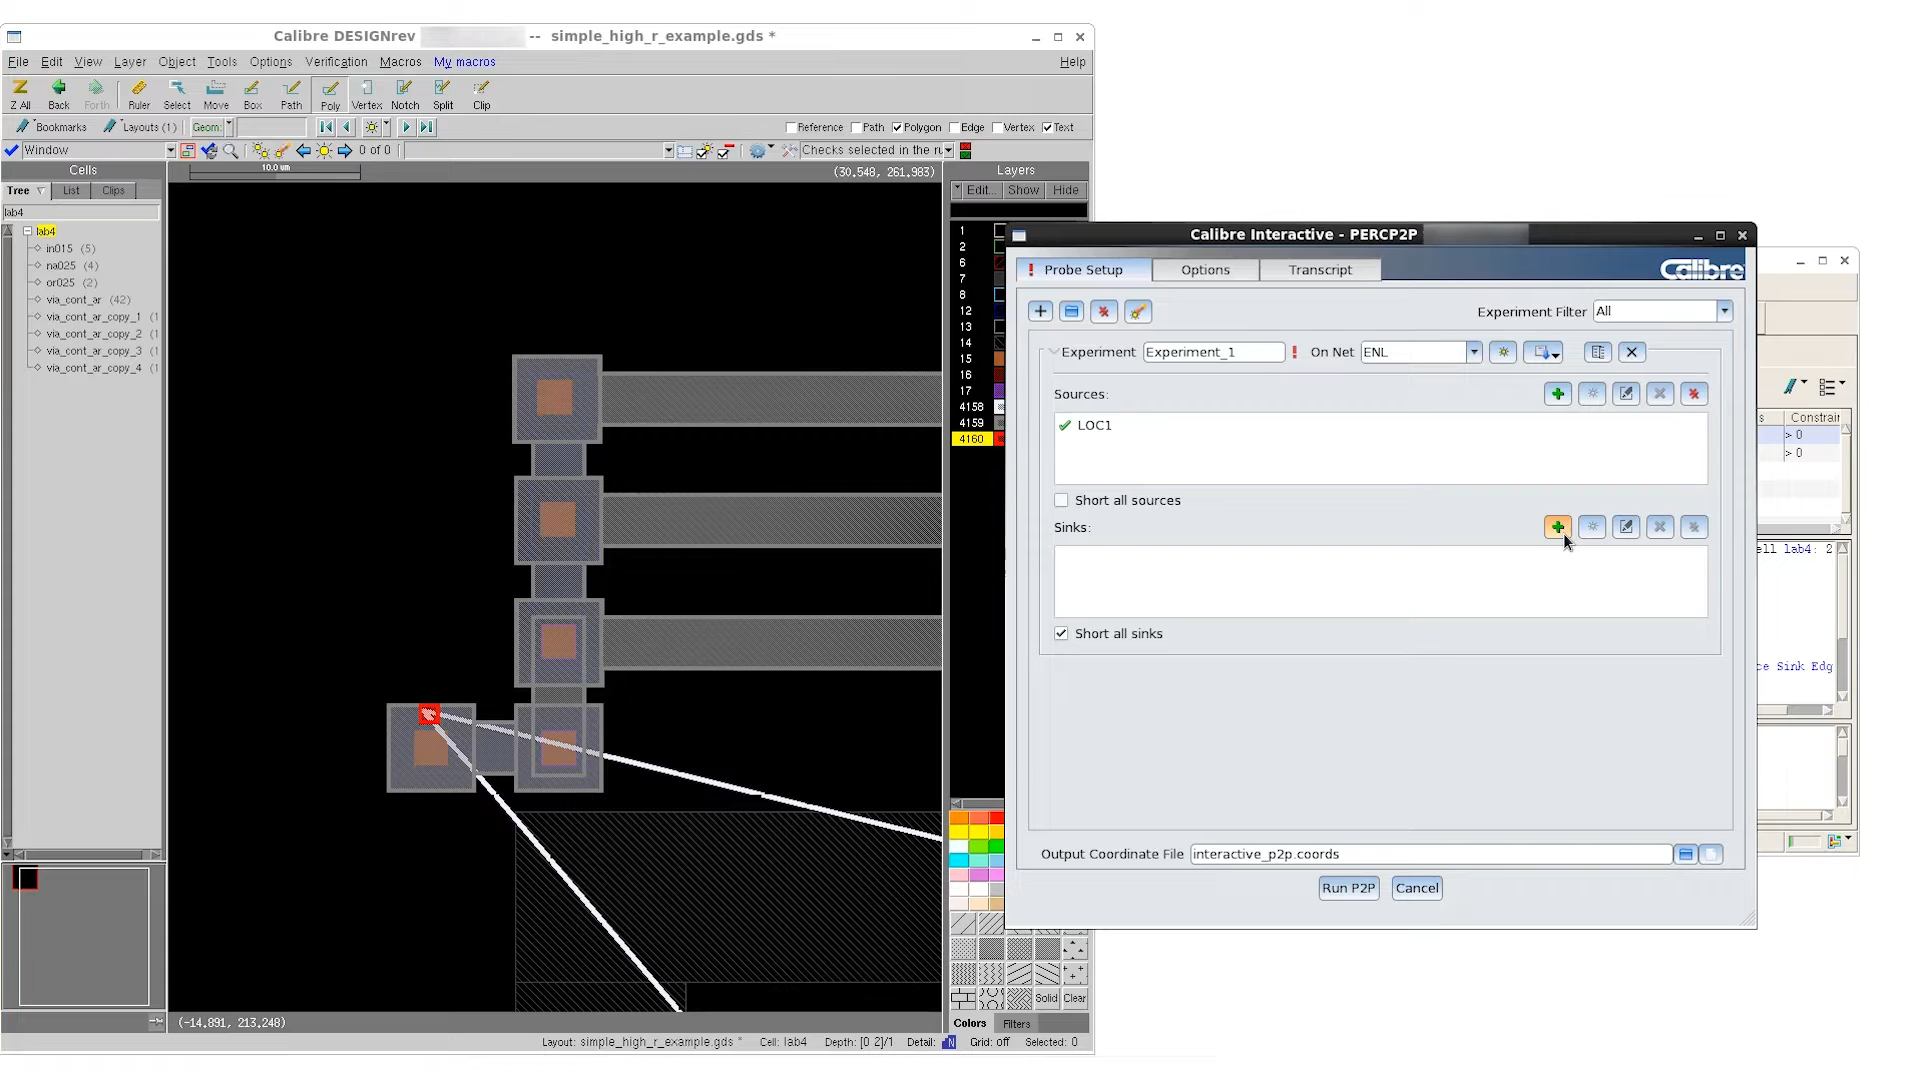 Calibre DESIGNrev -- simple_high_r_example.gds *
File Edit View Layer Object Tools Options Verification Macros My macros Help
Z All Back Forth Ruler Select Move Box Path Poly Vertex Notch Split Clip
Bookmarks Layouts (1) Geom: Reference Path Polygon Edge Vertex Text
Window 0 of 0 Checks selected in the ru
Cells
Tree List Clips
lab4
lab4
in015 (5)
na025 (4)
or025 (2)
via_cont_ar (42)
via_cont_ar_copy_1 (1
via_cont_ar_copy_2 (1
via_cont_ar_copy_3 (1
via_cont_ar_copy_4 (1
10.0 um
(30.548, 261.983)
Layers
Edit... Show Hide
1
2
6
7
8
12
13
14
15
16
17
4158
4159
4160
Solid Clear
Colors Filters
(-14.891, 213.248)
Layout: simple_high_r_example.gds * Cell: lab4 Depth: [0 2]/1 Detail: N Grid: Off Selected: 0
Calibre Interactive - PERCP2P
! Probe Setup Options Transcript
Calibre
Experiment Filter All
Experiment Experiment_1 ! On Net ENL
Sources:
LOC1
Short all sources
Sinks:
Short all sinks
Output Coordinate File interactive_p2p.coords
Run P2P Cancel
s Constrair
> 0
> 0
ell lab4: 2
ce Sink Edg